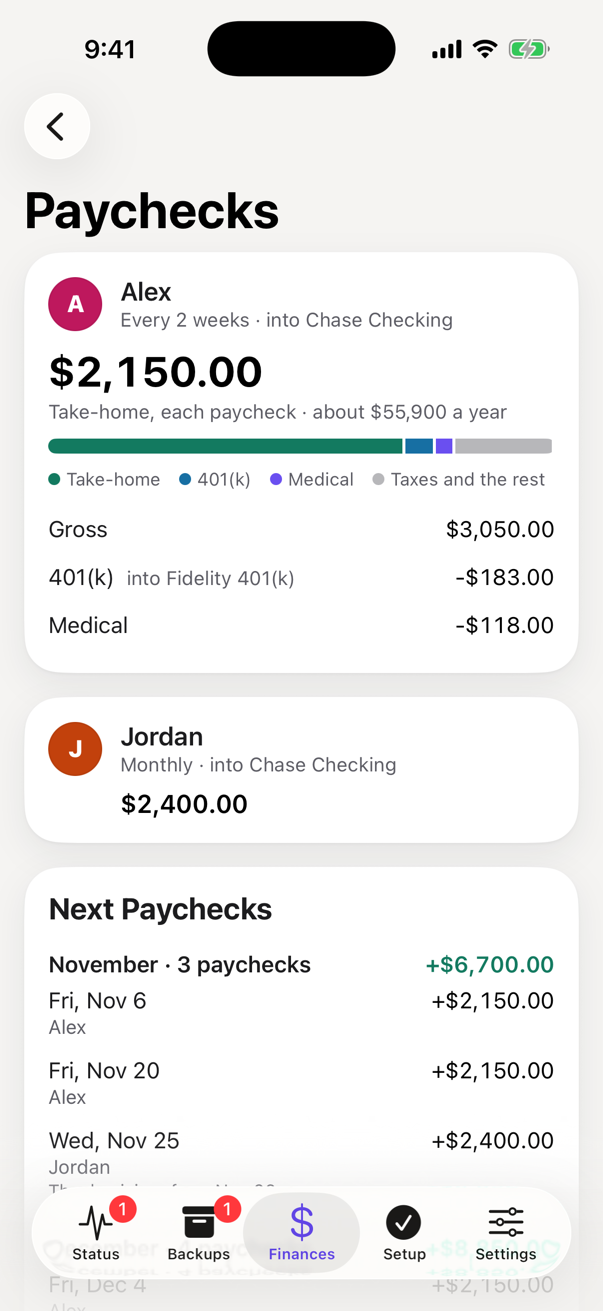 9:41
Paychecks
A
Alex
Every 2 weeks · into Chase Checking
$2,150.00
Take-home, each paycheck · about $55,900 a year
Take-home 401(k) Medical Taxes and the rest
Gross $3,050.00
401(k) into Fidelity 401(k) -$183.00
Medical -$118.00
J
Jordan
Monthly · into Chase Checking
$2,400.00
Next Paychecks
November · 3 paychecks +$6,700.00
Fri, Nov 6 +$2,150.00
Alex
Fri, Nov 20 +$2,150.00
Alex
Wed, Nov 25 +$2,400.00
Jordan
1 1
Status Backups Finances Setup Settings
Fri, Dec 4 +$2,150.00
Alex